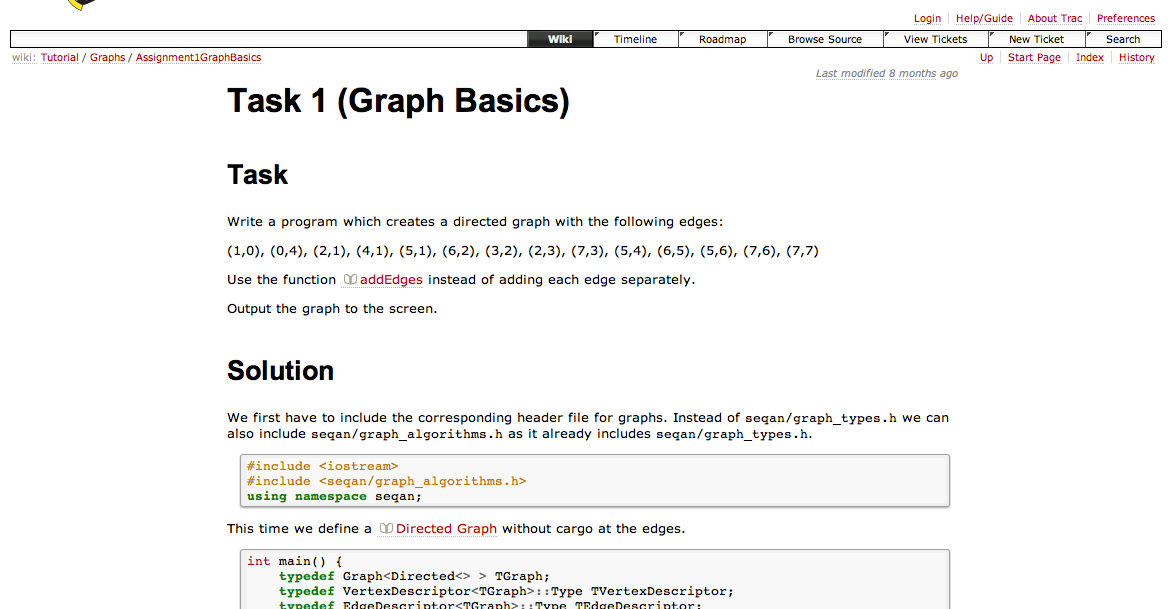 Login Help/Guide About Trac Preferences
Wiki Timeline Roadmap Browse Source View Tickets New Ticket Search
wiki: Tutorial / Graphs / Assignment1GraphBasics Up Start Page Index History
Last modified 8 months ago
Task 1 (Graph Basics)
Task
Write a program which creates a directed graph with the following edges:
(1,0), (0,4), (2,1), (4,1), (5,1), (6,2), (3,2), (2,3), (7,3), (5,4), (6,5), (5,6), (7,6), (7,7)
Use the function addEdges instead of adding each edge separately.
Output the graph to the screen.
Solution
We first have to include the corresponding header file for graphs. Instead of seqan/graph_types.h we can
also include seqan/graph_algorithms.h as it already includes seqan/graph_types.h.
#include <iostream>
#include <seqan/graph_algorithms.h>
using namespace seqan;
This time we define a Directed Graph without cargo at the edges.
int main() {
typedef Graph<Directed<> > TGraph;
typedef VertexDescriptor<TGraph>::Type TVertexDescriptor;
typedef EdgeDescriptor<TGraph>::Type TEdgeDescriptor;